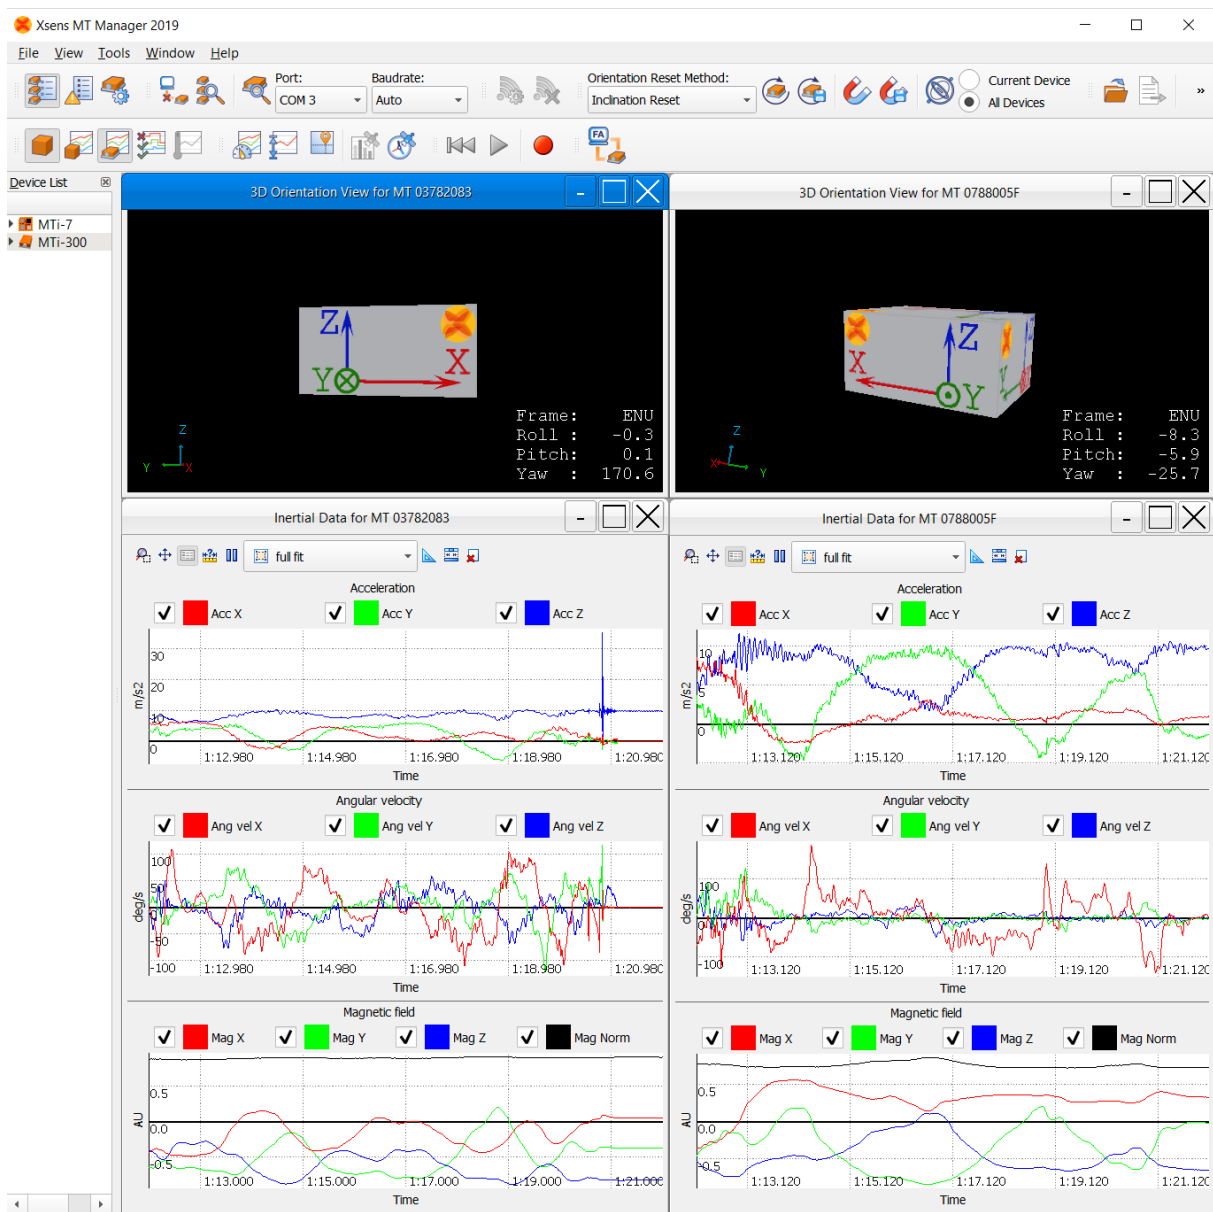 Xsens MT Manager 2019
File View Tools Window Help
Port: Baudrate: Orientation Reset Method: Current Device
COM 3 Auto Inclination Reset All Devices
»
FA
Device List
MTi-7
MTi-300
3D Orientation View for MT 03782083
Z
X
Y
Frame: ENU
Roll : -0.3
Pitch: 0.1
Yaw : 170.6
Z
Y X
3D Orientation View for MT 0788005F
Z
X
Y
Y
Frame: ENU
Roll : -8.3
Pitch: -5.9
Yaw : -25.7
Z
X Y
Inertial Data for MT 03782083
full fit
Acceleration
Acc X Acc Y Acc Z
m/s2
30
20
10
0
1:12.980 1:14.980 1:16.980 1:18.980 1:20.980
Time
Angular velocity
Ang vel X Ang vel Y Ang vel Z
deg/s
100
50
0
-50
-100
1:12.980 1:14.980 1:16.980 1:18.980 1:20.980
Time
Magnetic field
Mag X Mag Y Mag Z Mag Norm
AU
0.5
0.0
-0.5
1:13.000 1:15.000 1:17.000 1:19.000 1:21.000
Time
Inertial Data for MT 0788005F
full fit
Acceleration
Acc X Acc Y Acc Z
m/s2
10
5
0
1:13.120 1:15.120 1:17.120 1:19.120 1:21.120
Time
Angular velocity
Ang vel X Ang vel Y Ang vel Z
deg/s
100
0
-100
1:13.120 1:15.120 1:17.120 1:19.120 1:21.120
Time
Magnetic field
Mag X Mag Y Mag Z Mag Norm
AU
0.5
0.0
-0.5
1:13.120 1:15.120 1:17.120 1:19.120 1:21.120
Time